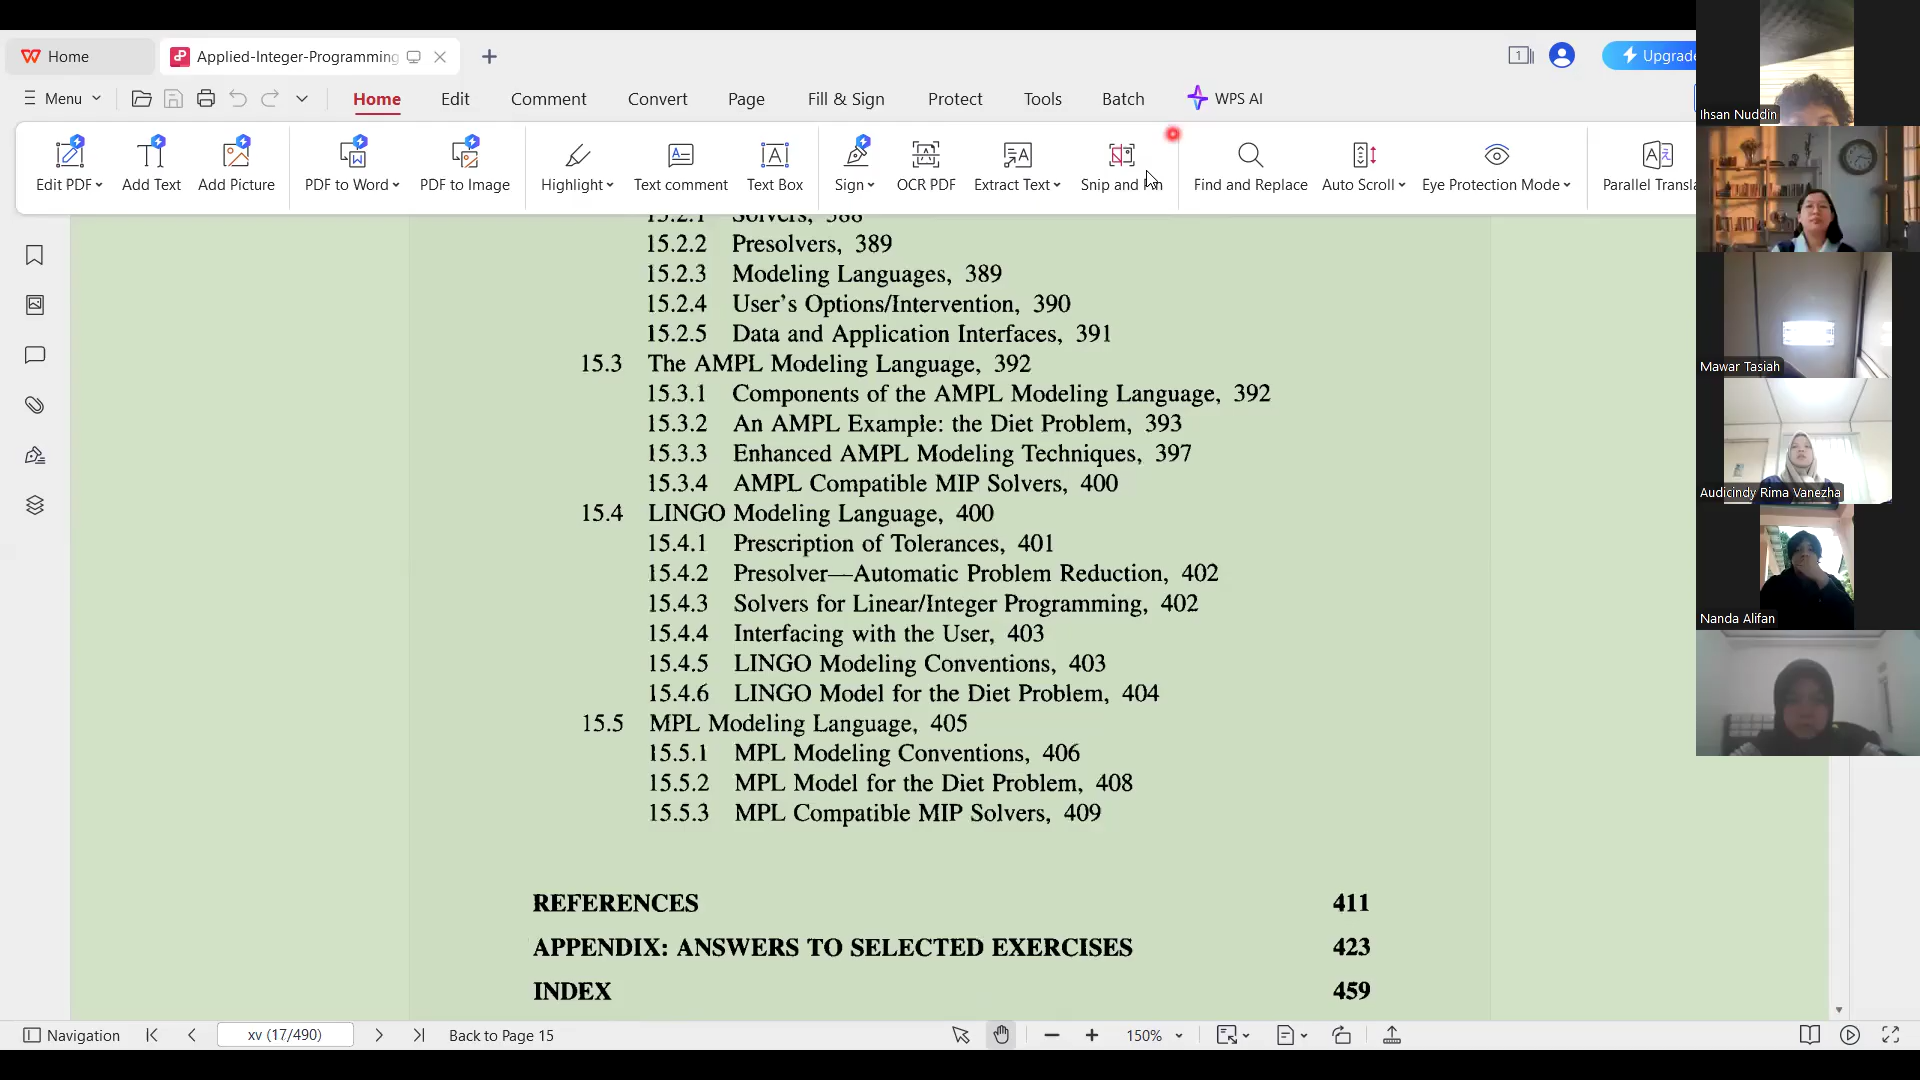 Home
Applied-Integer-Programming
1
Upgrade
Menu
Home
Edit
Comment
Convert
Page
Fill & Sign
Protect
Tools
Batch
WPS AI
Edit PDF
Add Text
Add Picture
PDF to Word
PDF to Image
Highlight
Text comment
Text Box
Sign
OCR PDF
Extract Text
Snip and Pin
Find and Replace
Auto Scroll
Eye Protection Mode
Parallel Transla
15.2.1 Solvers, 388
15.2.2 Presolvers, 389
15.2.3 Modeling Languages, 389
15.2.4 User's Options/Intervention, 390
15.2.5 Data and Application Interfaces, 391
15.3 The AMPL Modeling Language, 392
15.3.1 Components of the AMPL Modeling Language, 392
15.3.2 An AMPL Example: the Diet Problem, 393
15.3.3 Enhanced AMPL Modeling Techniques, 397
15.3.4 AMPL Compatible MIP Solvers, 400
15.4 LINGO Modeling Language, 400
15.4.1 Prescription of Tolerances, 401
15.4.2 Presolver—Automatic Problem Reduction, 402
15.4.3 Solvers for Linear/Integer Programming, 402
15.4.4 Interfacing with the User, 403
15.4.5 LINGO Modeling Conventions, 403
15.4.6 LINGO Model for the Diet Problem, 404
15.5 MPL Modeling Language, 405
15.5.1 MPL Modeling Conventions, 406
15.5.2 MPL Model for the Diet Problem, 408
15.5.3 MPL Compatible MIP Solvers, 409
REFERENCES 411
APPENDIX: ANSWERS TO SELECTED EXERCISES 423
INDEX 459
Navigation
xv (17/490)
Back to Page 15
150%
Ihsan Nuddin
Mawar Tasiah
Audicindy Rima Vanezha
Nanda Alifan